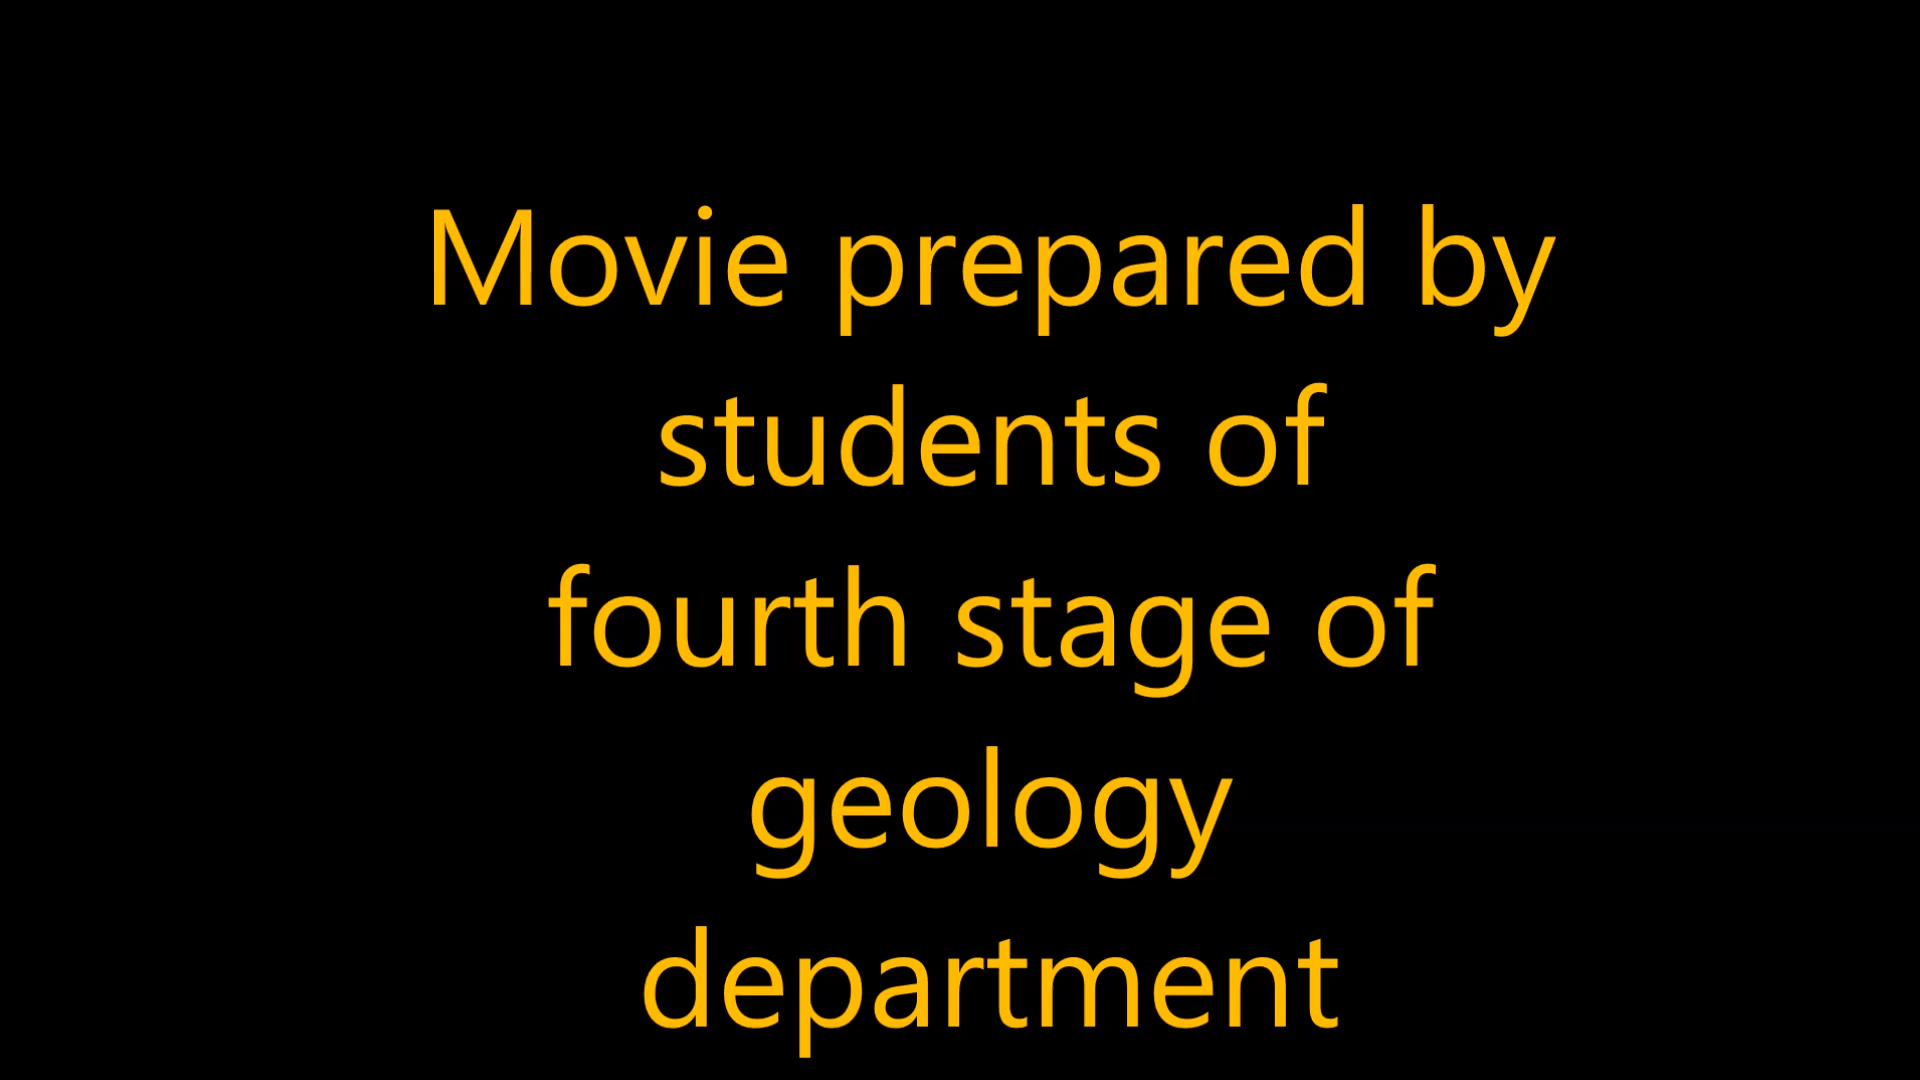 Movie prepared by
students of
fourth stage of
geology
department